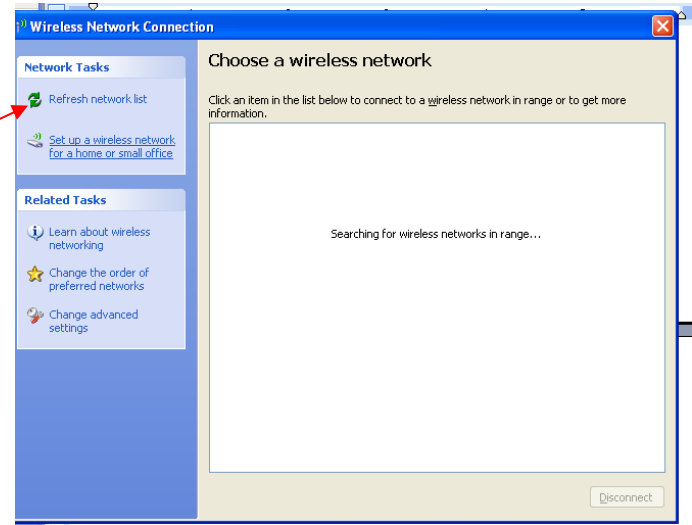 Wireless Network Connection
Network Tasks
Refresh network list
Set up a wireless network
for a home or small office
Related Tasks
Learn about wireless
networking
Change the order of
preferred networks
Change advanced
settings
Choose a wireless network
Click an item in the list below to connect to a wireless network in range or to get more
information.
Searching for wireless networks in range...
Disconnect